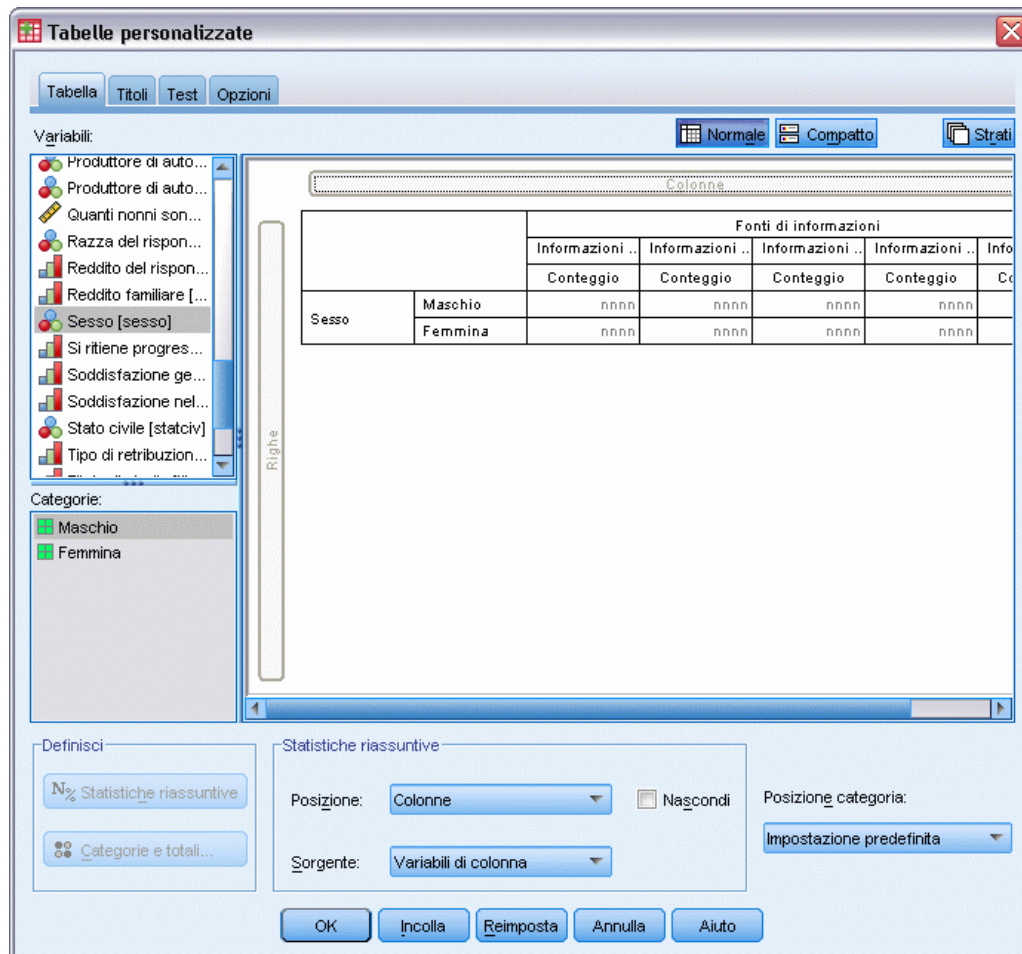 Tabelle personalizzate
Tabella Titoli Test Opzioni
Variabili:
Normale Compatto Strati
Produttore di auto...
Produttore di auto...
Quanti nonni son...
Razza del rispon...
Reddito del rispon...
Reddito familiare [...
Sesso [sesso]
Si ritiene progres...
Soddisfazione ge...
Soddisfazione nel...
Stato civile [statciv]
Tipo di retribuzion...
Categorie:
Maschio
Femmina
Colonne
Righe
Fonti di informazioni
Informazioni .. Informazioni .. Informazioni .. Informazioni .. Info
Conteggio Conteggio Conteggio Conteggio Co
Sesso
Maschio nnnn nnnn nnnn nnnn
Femmina nnnn nnnn nnnn nnnn
Definisci
N% Statistiche riassuntive
Categorie e totali...
Statistiche riassuntive
Posizione: Colonne Nascondi
Sorgente: Variabili di colonna
Posizione categoria:
Impostazione predefinita
OK Incolla Reimposta Annulla Aiuto